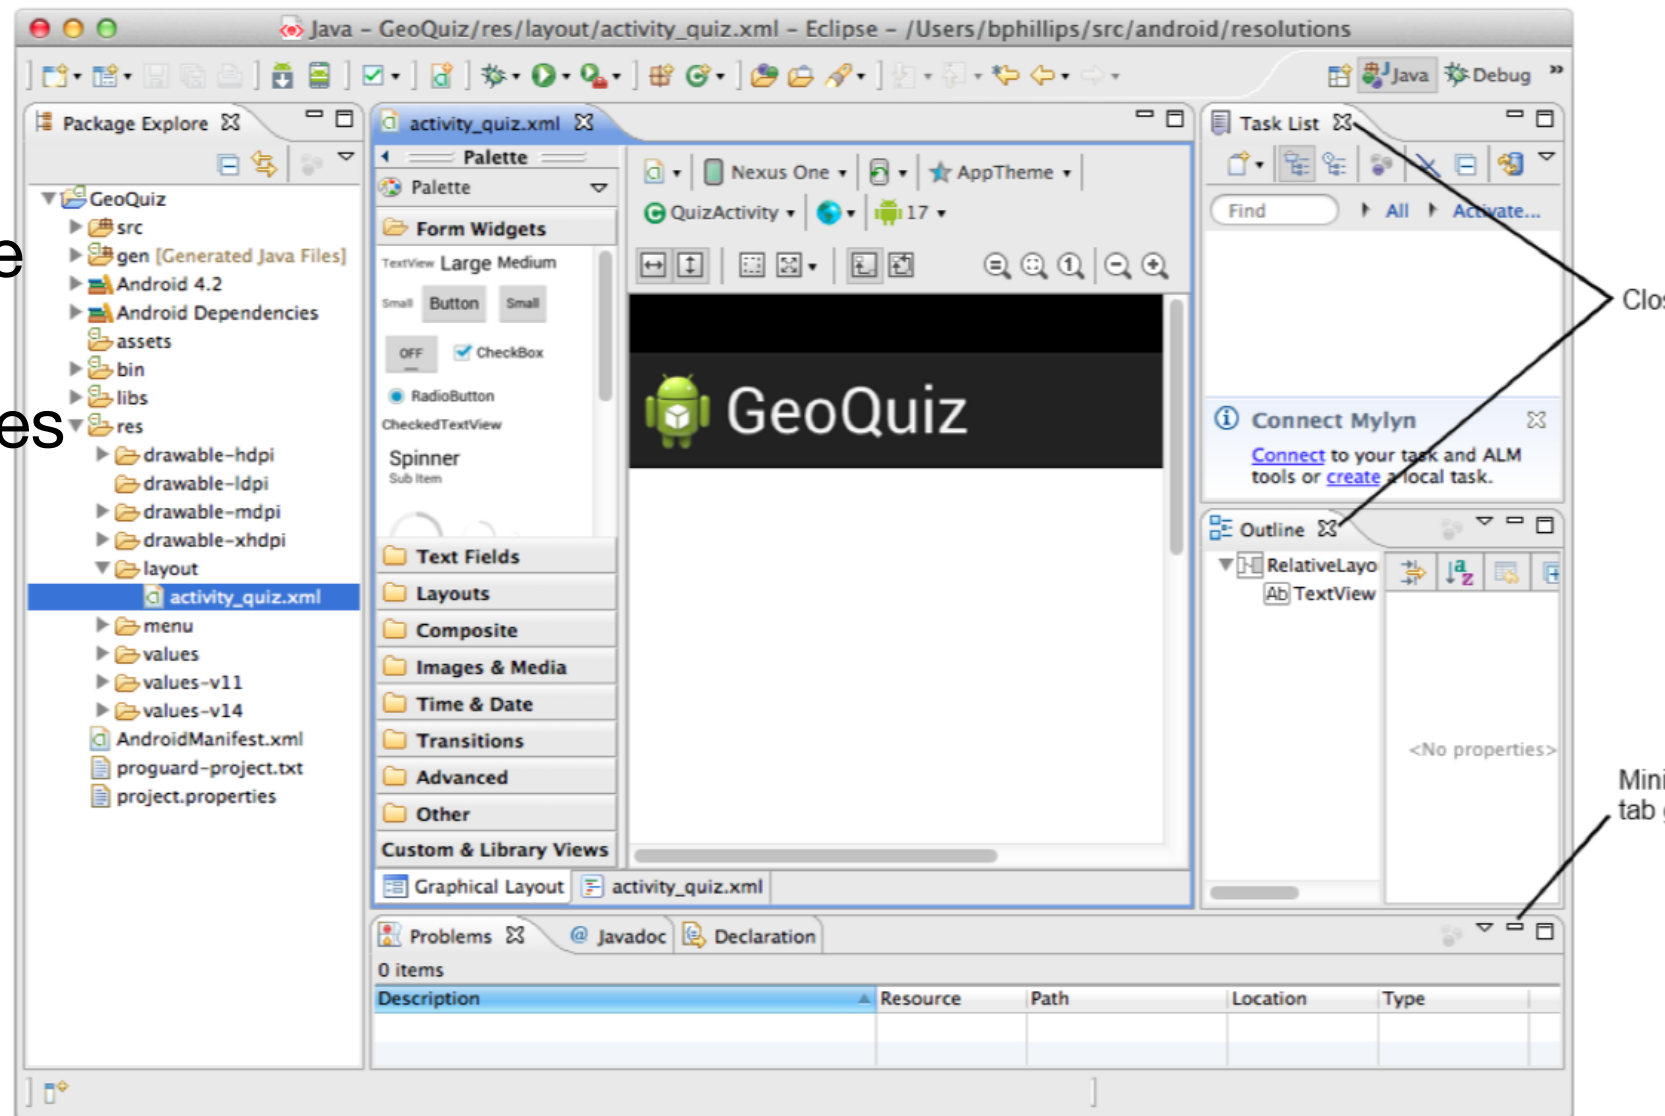 Java – GeoQuiz/res/layout/activity_quiz.xml – Eclipse – /Users/bphillips/src/android/resolutions
Java
Debug
»
Package Explore
GeoQuiz
src
gen [Generated Java Files]
Android 4.2
Android Dependencies
assets
bin
libs
res
drawable-hdpi
drawable-ldpi
drawable-mdpi
drawable-xhdpi
layout
activity_quiz.xml
menu
values
values-v11
values-v14
AndroidManifest.xml
proguard-project.txt
project.properties
activity_quiz.xml
Palette
Palette
Form Widgets
TextView Large Medium
Small Button Small
OFF CheckBox
RadioButton
CheckedTextView
Spinner
Sub Item
Text Fields
Layouts
Composite
Images & Media
Time & Date
Transitions
Advanced
Other
Custom & Library Views
Graphical Layout
activity_quiz.xml
Nexus One
AppTheme
QuizActivity
17
GeoQuiz
Task List
Find
All
Activate...
Connect Mylyn
Connect to your task and ALM
tools or create a local task.
Outline
RelativeLayo
Ab TextView
<No properties>
Problems
@ Javadoc
Declaration
0 items
Description Resource Path Location Type
e
es
Clos
Mini
tab